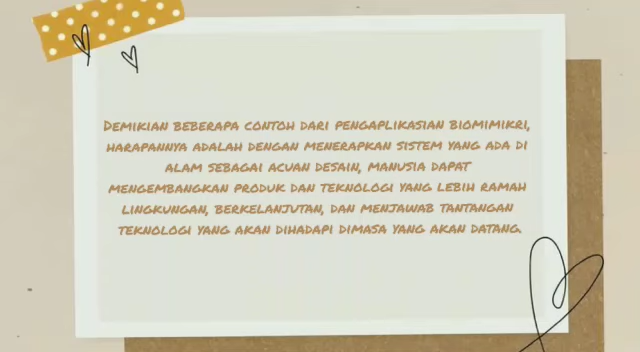 DEMIKIAN BEBERAPA CONTOH DARI PENGAPLIKASIAN BIOMIMIKRI,
HARAPANNYA ADALAH DENGAN MENERAPKAN SISTEM YANG ADA DI
ALAM SEBAGAI ACUAN DESAIN, MANUSIA DAPAT
MENGEMBANGKAN PRODUK DAN TEKNOLOGI YANG LEBIH RAMAH
LINGKUNGAN, BERKELANJUTAN, DAN MENJAWAB TANTANGAN
TEKNOLOGI YANG AKAN DIHADAPI DIMASA YANG AKAN DATANG.